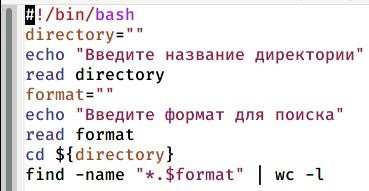 #!/bin/bash
directory=""
echo "Введите название директории"
read directory
format=""
echo "Введите формат для поиска"
read format
cd ${directory}
find -name "*.$format" | wc -l